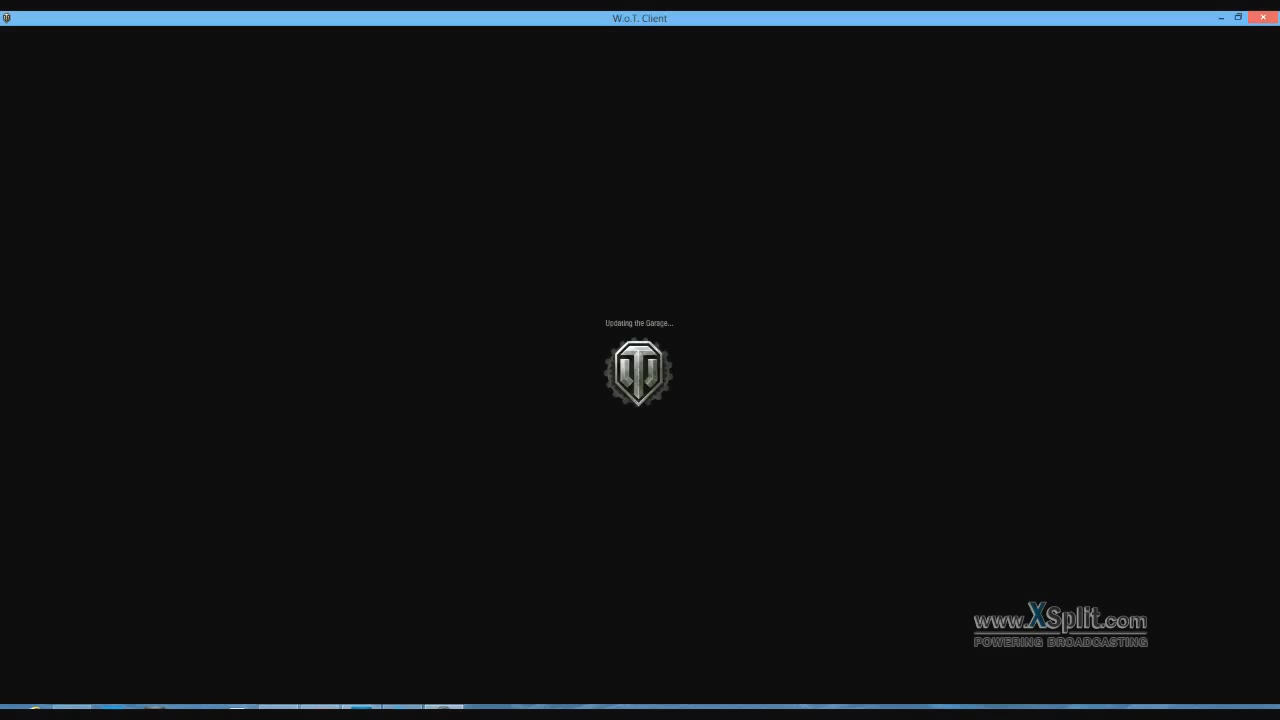 W.o.T. Client
Updating the Garage...
www.XSplit.com
POWERING BROADCASTING